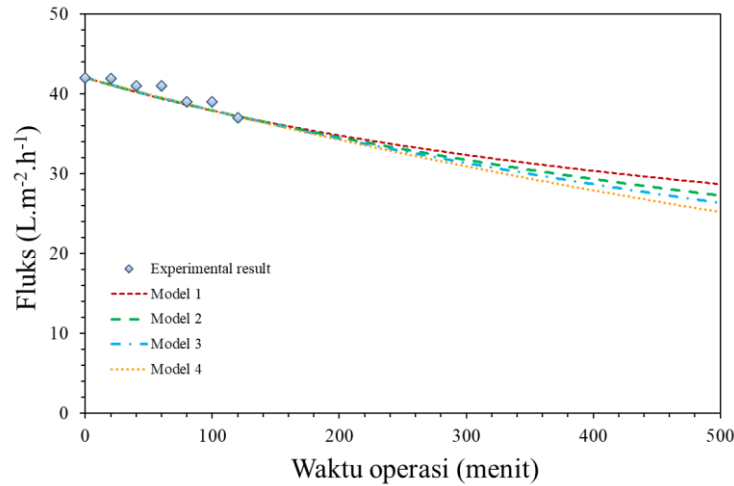 50
40
30
20
10
0
Fluks (L.m⁻².h⁻¹)
Experimental result
Model 1
Model 2
Model 3
Model 4
0 100 200 300 400 500
Waktu operasi (menit)